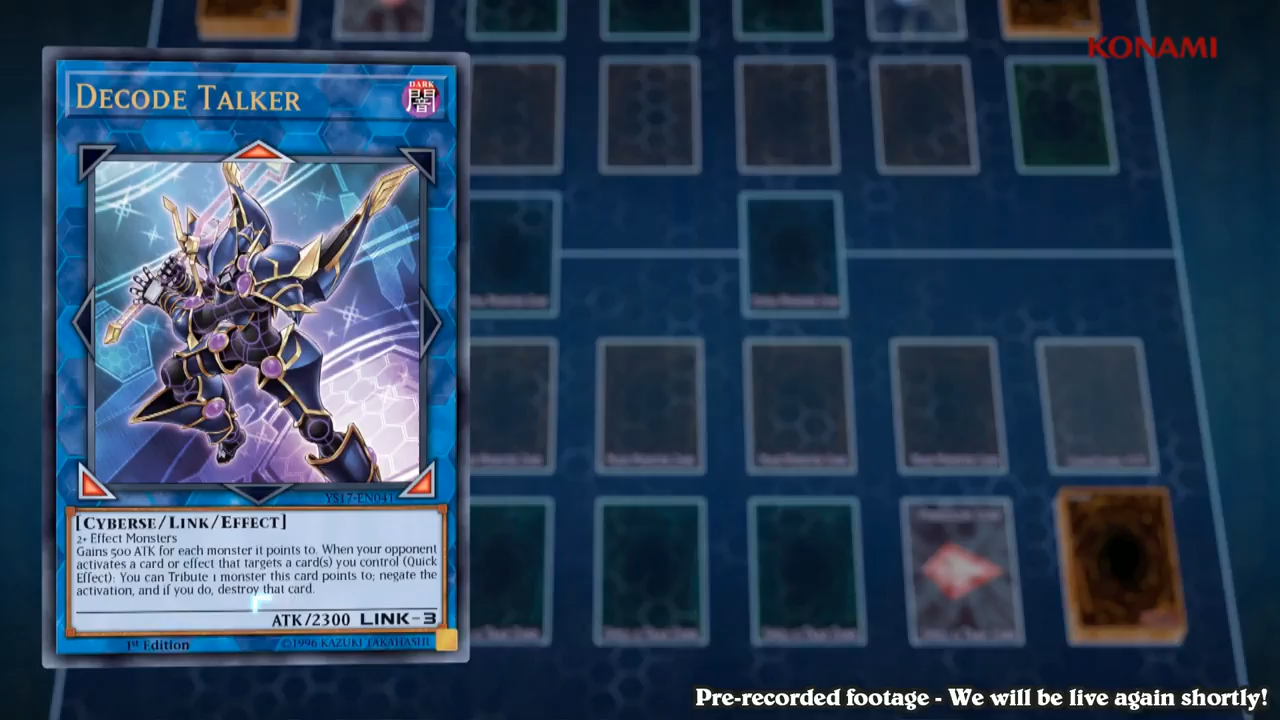 KONAMI
DECODE TALKER
DARK
闇
YS17-EN041
[CYBERSE/LINK/EFFECT]
2+ Effect Monsters
Gains 500 ATK for each monster it points to. When your opponent
activates a card or effect that targets a card(s) you control (Quick
Effect): You can Tribute 1 monster this card points to; negate the
activation, and if you do, destroy that card.
ATK/2300 LINK-3
1st Edition
©1996 KAZUKI TAKAHASHI
Pre-recorded footage - We will be live again shortly!